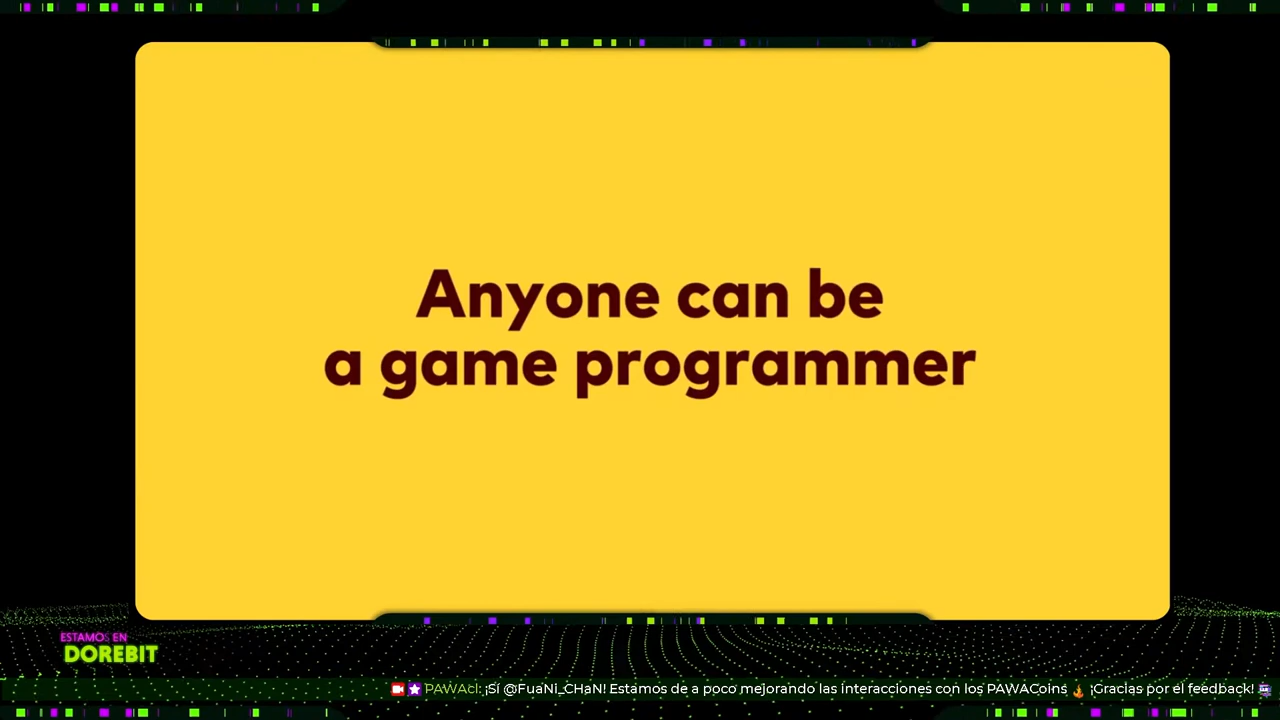 Anyone can be
a game programmer
ESTAMOS EN
DOREBIT
PAWAcl: ¡Sí @FuaNi_CHaN! Estamos de a poco mejorando las interacciones con los PAWACoins 🔥 ¡Gracias por el feedback!